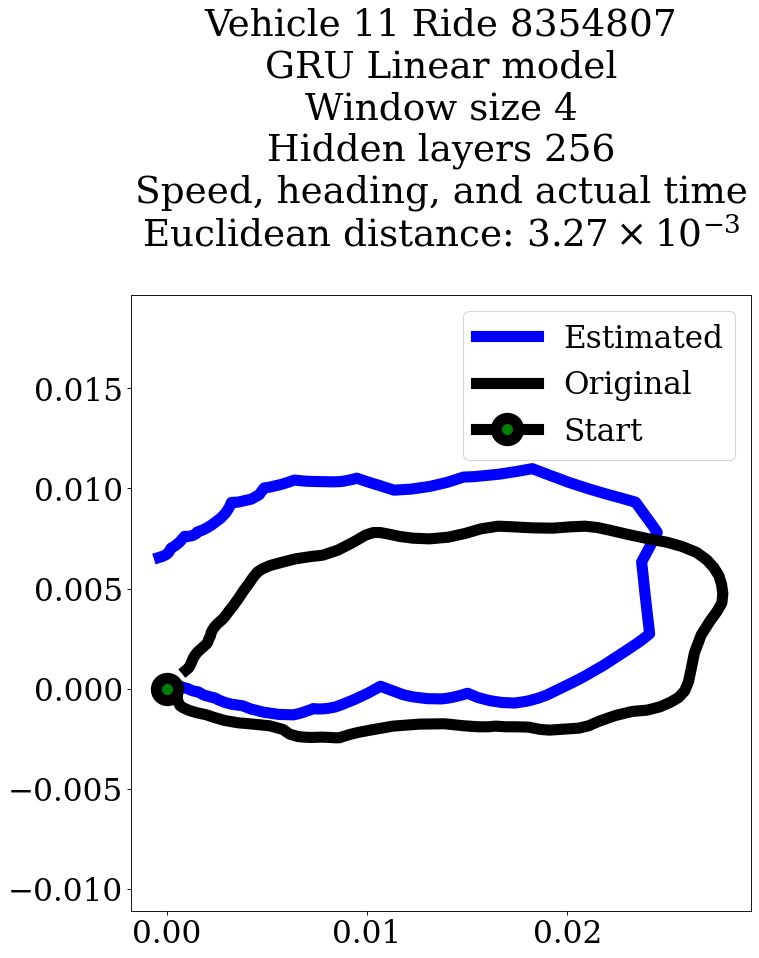 Vehicle 11 Ride 8354807
GRU Linear model
Window size 4
Hidden layers 256
Speed, heading, and actual time
Euclidean distance: 3.27 × 10⁻³
Estimated
Original
Start
0.015
0.010
0.005
0.000
−0.005
−0.010
0.00 0.01 0.02